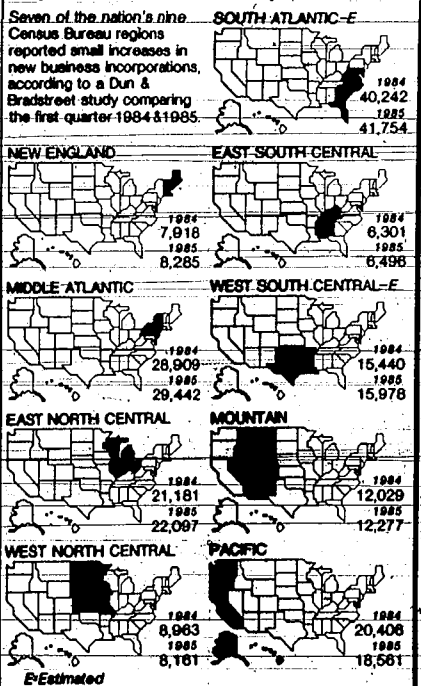 Seven of the nation's nine
Census Bureau regions
reported small increases in
new business incorporations,
according to a Dun &
Bradstreet study comparing
the first quarter 1984 & 1985.
SOUTH ATLANTIC-E
1984
40,242
1985
41,754
NEW ENGLAND
1984
7,918
1985
8,285
EAST SOUTH CENTRAL
1984
6,301
1985
6,496
MIDDLE ATLANTIC
1984
28,909
1985
29,442
WEST SOUTH CENTRAL-E
1984
15,440
1985
15,978
EAST NORTH CENTRAL
1984
21,181
1985
22,097
MOUNTAIN
1984
12,029
1985
12,277
WEST NORTH CENTRAL
1984
8,963
1985
8,161
PACIFIC
1984
20,406
1985
18,561
E=Estimated